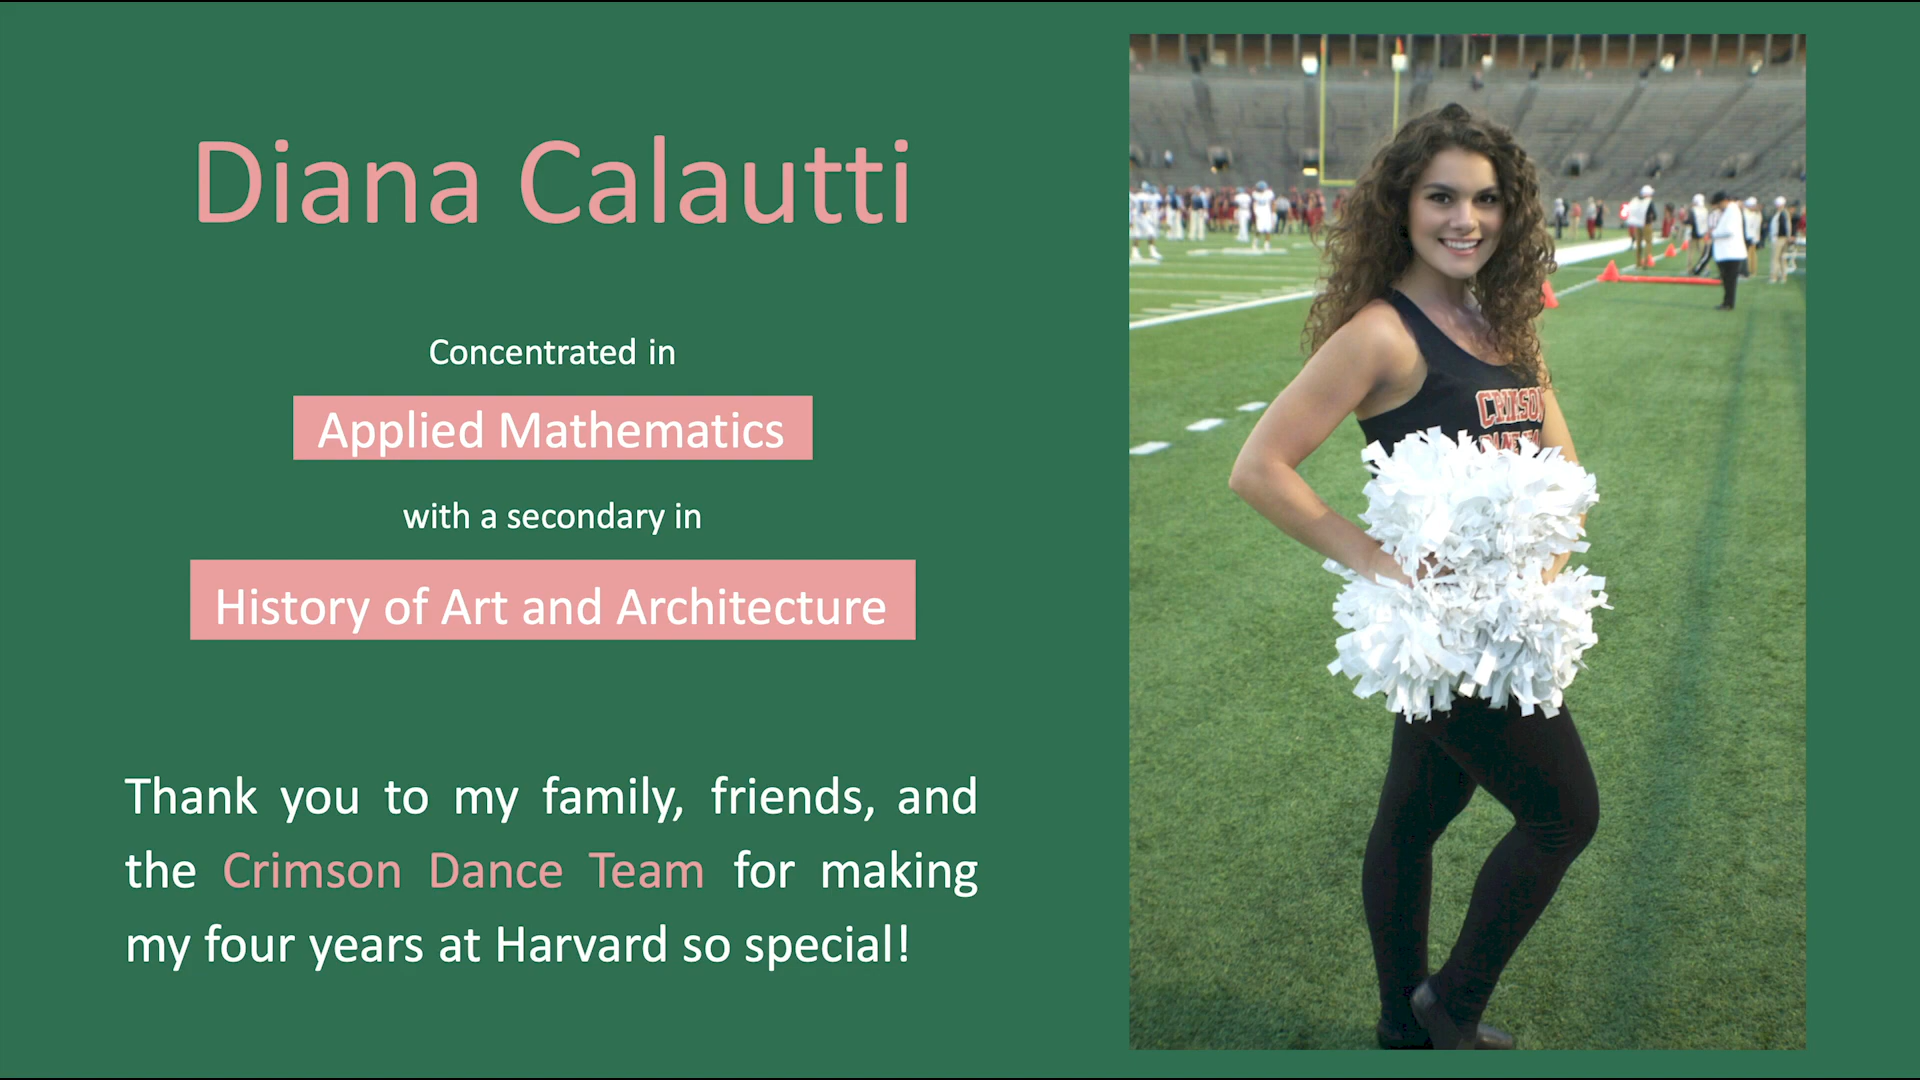 Diana Calautti
Concentrated in
Applied Mathematics
with a secondary in
History of Art and Architecture
Thank you to my family, friends, and
the Crimson Dance Team for making
my four years at Harvard so special!
CRIMSON